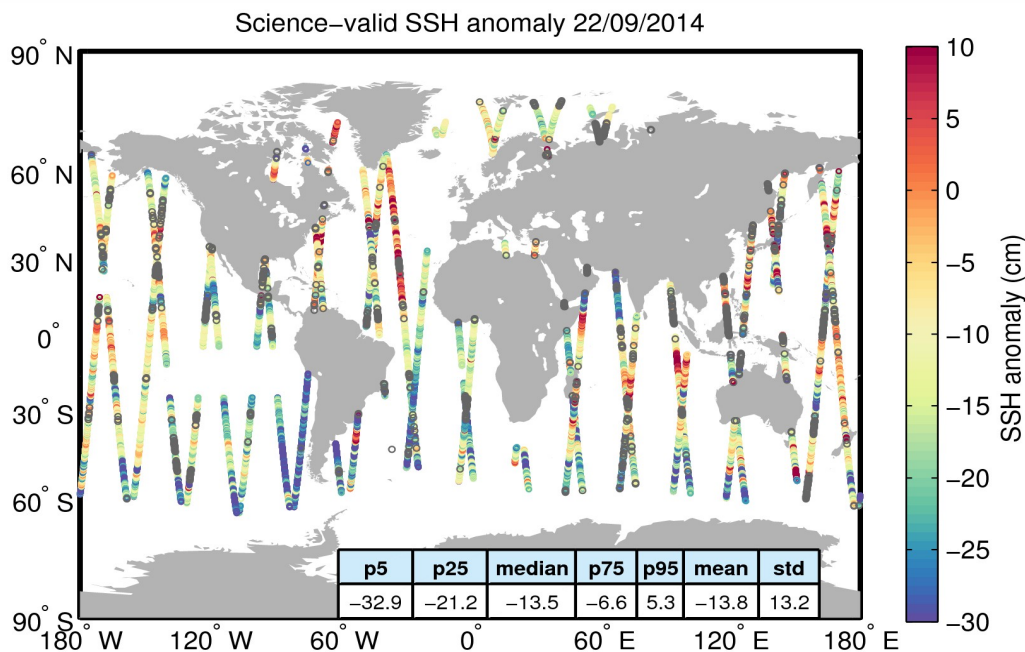 Science−valid SSH anomaly 22/09/2014
90° N
60° N
30° N
0°
30° S
60° S
90° S
180° W
120° W
60° W
0°
60° E
120° E
180° E
p5 p25 median p75 p95 mean std
−32.9 −21.2 −13.5 −6.6 5.3 −13.8 13.2
10
5
0
−5
−10
−15
−20
−25
−30
SSH anomaly (cm)